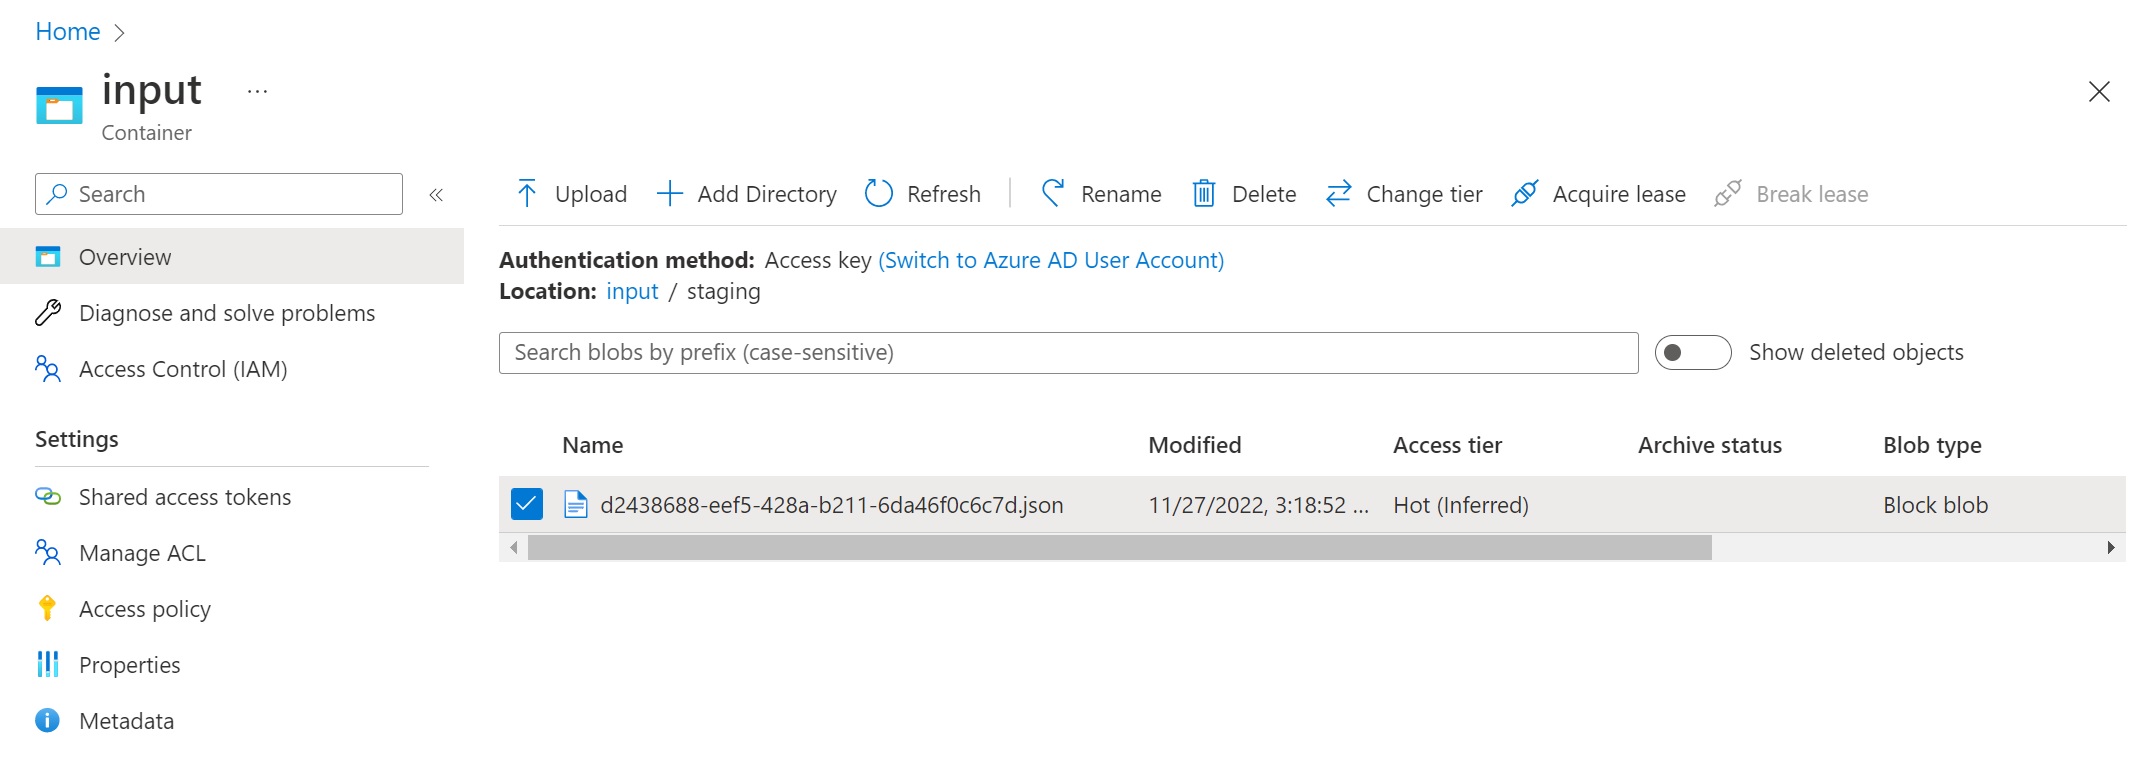 Home
input ...
Container
Search «
Upload Add Directory Refresh Rename Delete Change tier Acquire lease Break lease
Overview
Diagnose and solve problems
Access Control (IAM)
Settings
Shared access tokens
Manage ACL
Access policy
Properties
Metadata
Authentication method: Access key (Switch to Azure AD User Account)
Location: input / staging
Search blobs by prefix (case-sensitive) Show deleted objects
Name Modified Access tier Archive status Blob type
d2438688-eef5-428a-b211-6da46f0c6c7d.json 11/27/2022, 3:18:52 ... Hot (Inferred) Block blob